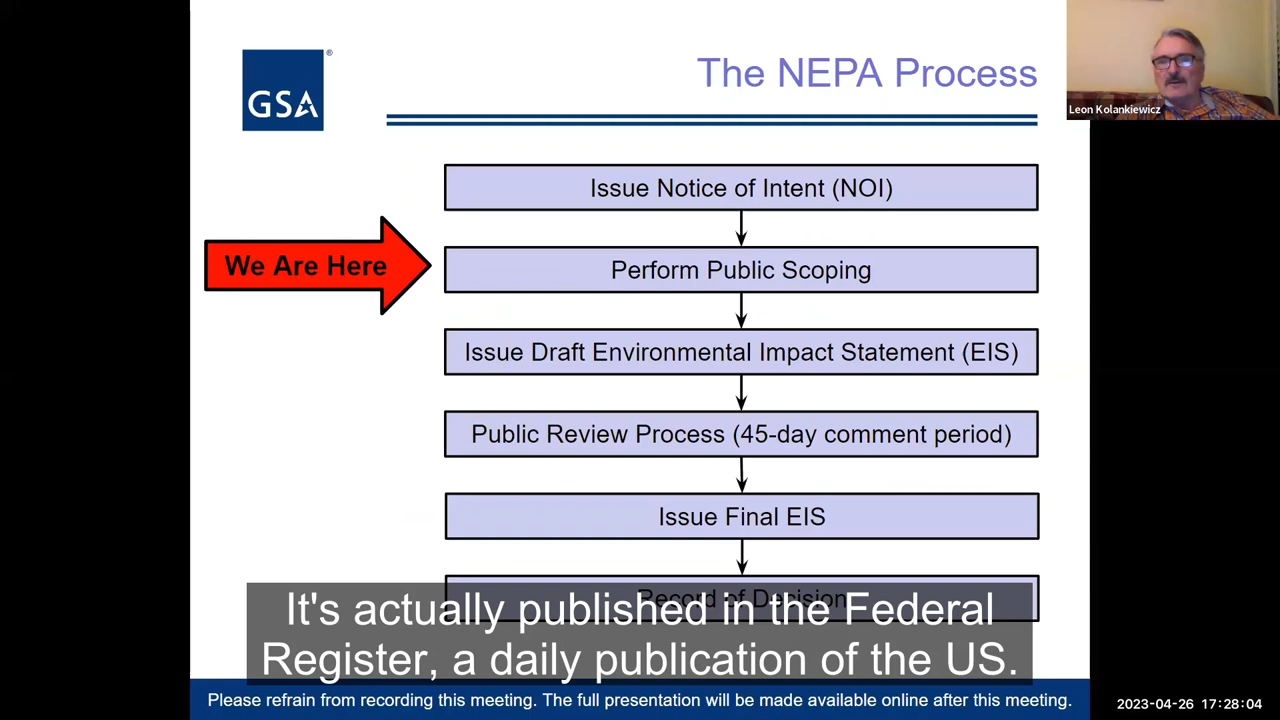 GSA
®
The NEPA Process
Leon Kolankiewicz
Issue Notice of Intent (NOI)
We Are Here
Perform Public Scoping
Issue Draft Environmental Impact Statement (EIS)
Public Review Process (45-day comment period)
Issue Final EIS
Record of Decision
It's actually published in the Federal
Register, a daily publication of the US.
Please refrain from recording this meeting. The full presentation will be made available online after this meeting.
2023-04-26 17:28:04